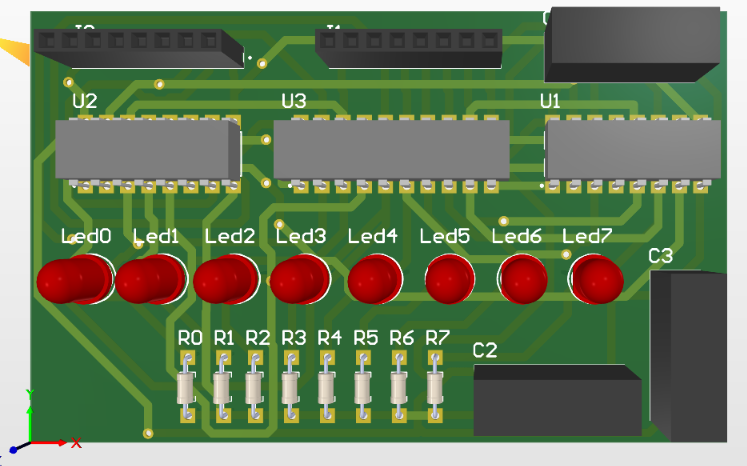 U2 U3 U1
Led0 Led1 Led2 Led3 Led4 Led5 Led6 Led7
C3
R0 R1 R2 R3 R4 R5 R6 R7
C2
Y
X